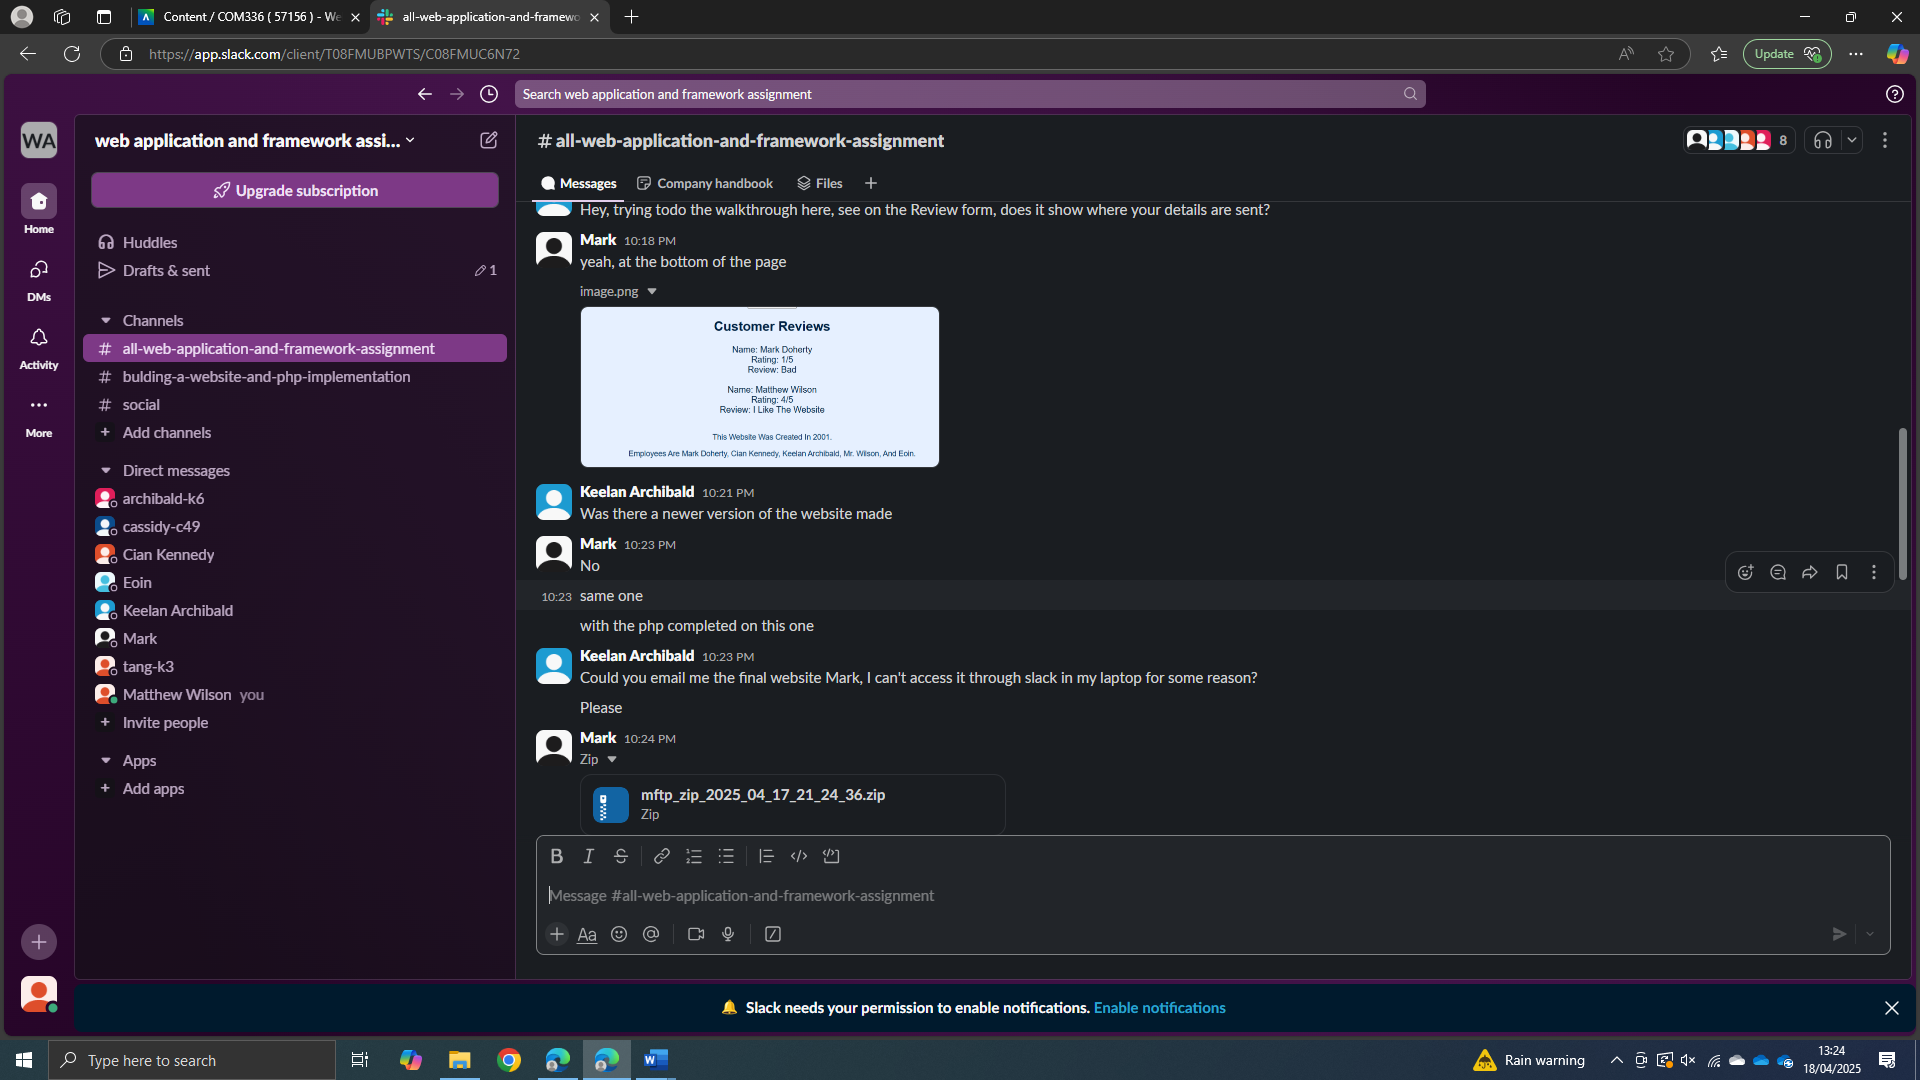 Content / COM336 ( 57156 ) - We
all-web-application-and-framewo
https://app.slack.com/client/T08FMUBPWTS/C08FMUC6N72
Update
Search web application and framework assignment
WA
web application and framework assi...
# all-web-application-and-framework-assignment
8
Upgrade subscription
Messages
Company handbook
Files
Home
DMs
Activity
More
Huddles
Drafts & sent
1
Channels
# all-web-application-and-framework-assignment
# bulding-a-website-and-php-implementation
# social
+ Add channels
Direct messages
archibald-k6
cassidy-c49
Cian Kennedy
Eoin
Keelan Archibald
Mark
tang-k3
Matthew Wilson you
+ Invite people
Apps
+ Add apps
Hey, trying todo the walkthrough here, see on the Review form, does it show where your details are sent?
Mark 10:18 PM
yeah, at the bottom of the page
image.png
Customer Reviews
Name: Mark Doherty
Rating: 1/5
Review: Bad
Name: Matthew Wilson
Rating: 4/5
Review: I Like The Website
This Website Was Created In 2001.
Employees Are Mark Doherty, Cian Kennedy, Keelan Archibald, Mr. Wilson, And Eoin.
Keelan Archibald 10:21 PM
Was there a newer version of the website made
Mark 10:23 PM
No
10:23 same one
with the php completed on this one
Keelan Archibald 10:23 PM
Could you email me the final website Mark, I can't access it through slack in my laptop for some reason?
Please
Mark 10:24 PM
Zip
mftp_zip_2025_04_17_21_24_36.zip
Zip
Message #all-web-application-and-framework-assignment
Aa
Slack needs your permission to enable notifications. Enable notifications
Type here to search
Rain warning
13:24
18/04/2025